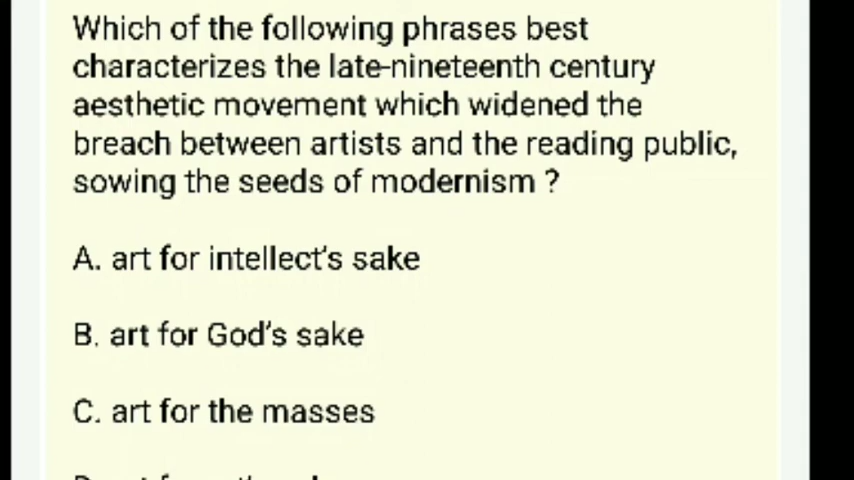 Which of the following phrases best
characterizes the late-nineteenth century
aesthetic movement which widened the
breach between artists and the reading public,
sowing the seeds of modernism ?
A. art for intellect's sake
B. art for God's sake
C. art for the masses